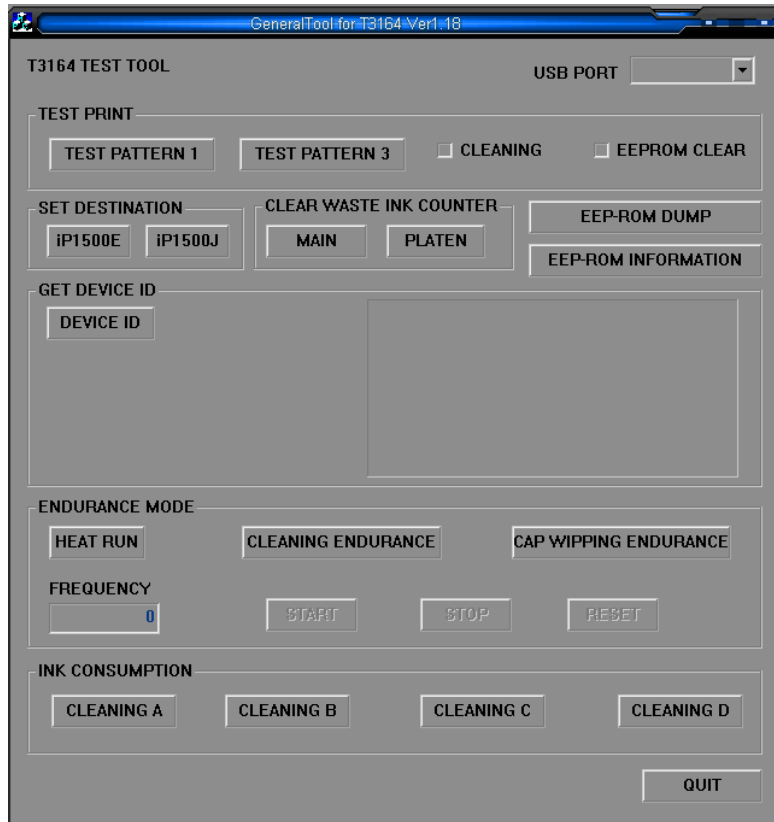 GeneralTool for T3164 Ver1.18
T3164 TEST TOOL
USB PORT
TEST PRINT
TEST PATTERN 1 TEST PATTERN 3 CLEANING EEPROM CLEAR
SET DESTINATION CLEAR WASTE INK COUNTER
EEP-ROM DUMP
iP1500E iP1500J MAIN PLATEN
EEP-ROM INFORMATION
GET DEVICE ID
DEVICE ID
ENDURANCE MODE
HEAT RUN CLEANING ENDURANCE CAP WIPPING ENDURANCE
FREQUENCY
0 START STOP RESET
INK CONSUMPTION
CLEANING A CLEANING B CLEANING C CLEANING D
QUIT